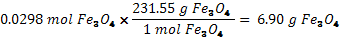 0.0298 mol Fe₃O₄ × 231.55 g Fe₃O₄ / 1 mol Fe₃O₄ = 6.90 g Fe₃O₄